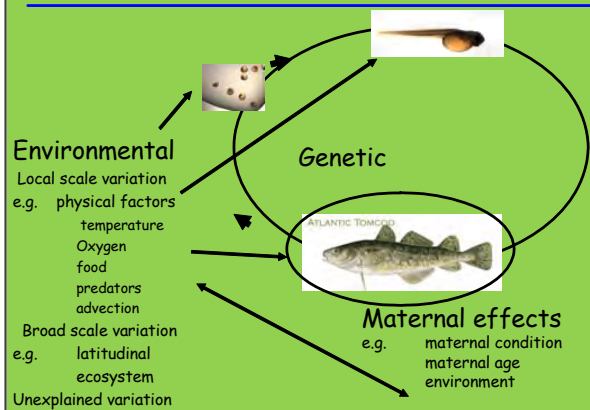 Environmental
Local scale variation
e.g. physical factors
temperature
Oxygen
food
predators
advection
Broad scale variation
e.g. latitudinal
ecosystem
Unexplained variation
Genetic
ATLANTIC TOMCOD
Maternal effects
e.g. maternal condition
maternal age
environment